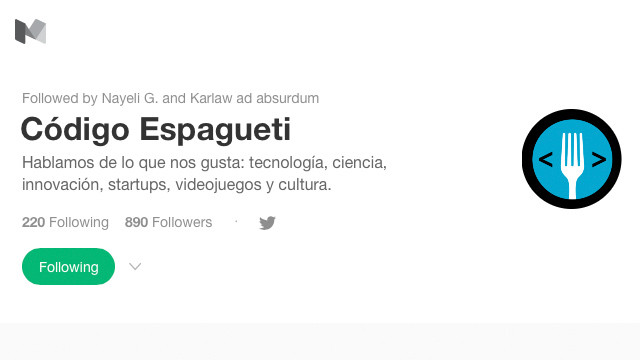 Followed by Nayeli G. and Karlaw ad absurdum
Código Espagueti
Hablamos de lo que nos gusta: tecnología, ciencia,
innovación, startups, videojuegos y cultura.
220 Following 890 Followers ·
Following
< >